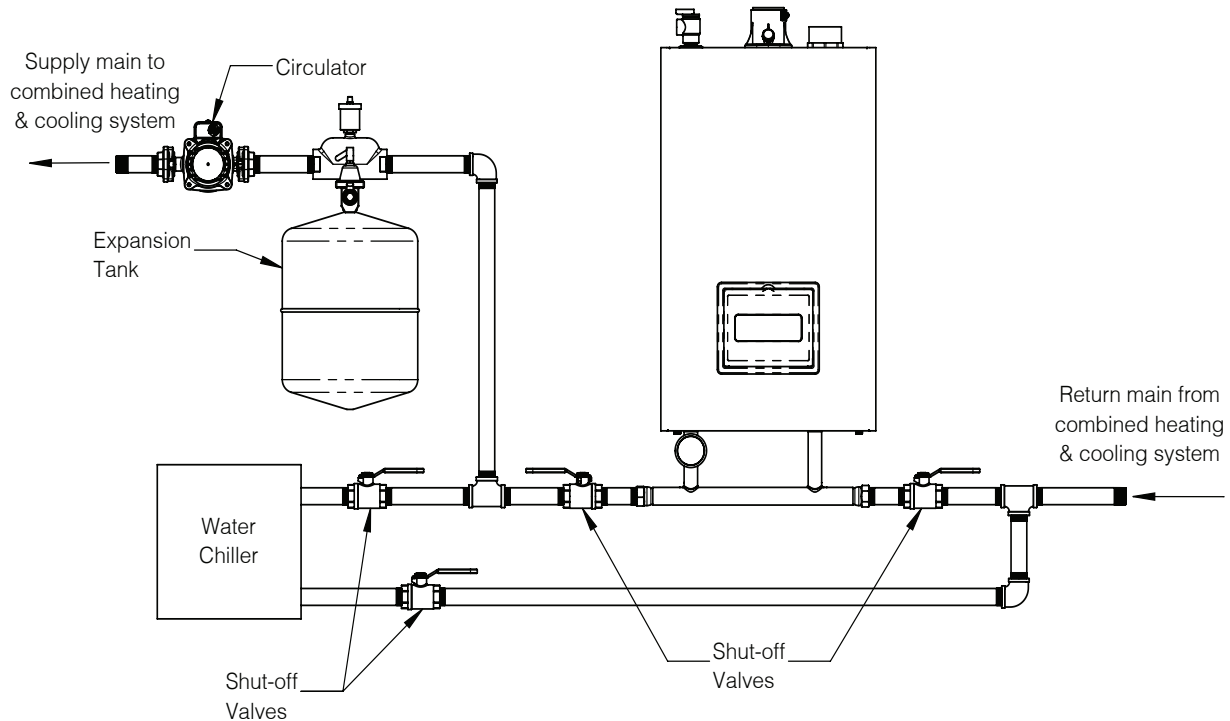 Supply main to
combined heating
& cooling system
Circulator
Expansion
Tank
Return main from
combined heating
& cooling system
Water
Chiller
Shut-off
Valves
Shut-off
Valves